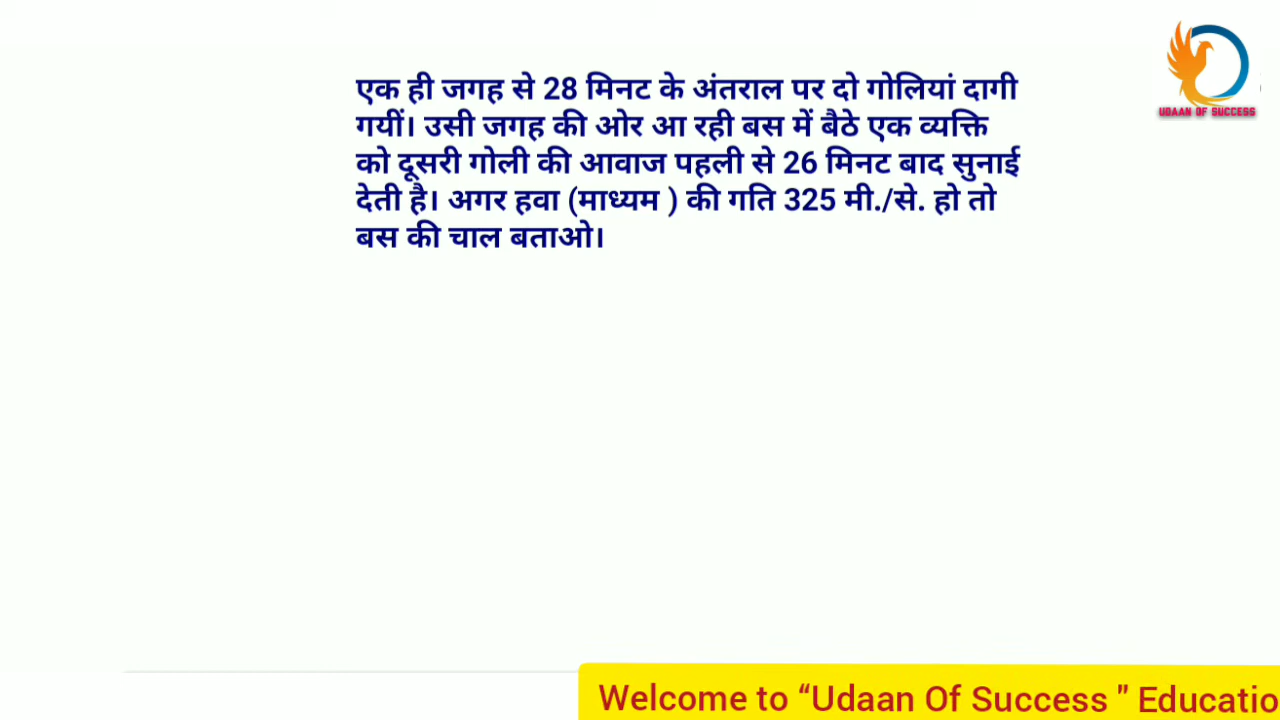 एक ही जगह से 28 मिनट के अंतराल पर दो गोलियां दागी
गयीं। उसी जगह की ओर आ रही बस में बैठे एक व्यक्ति
को दूसरी गोली की आवाज पहली से 26 मिनट बाद सुनाई
देती है। अगर हवा (माध्यम ) की गति 325 मी./से. हो तो
बस की चाल बताओ।
UDAAN OF SUCCESS
Welcome to “Udaan Of Success " Educatio